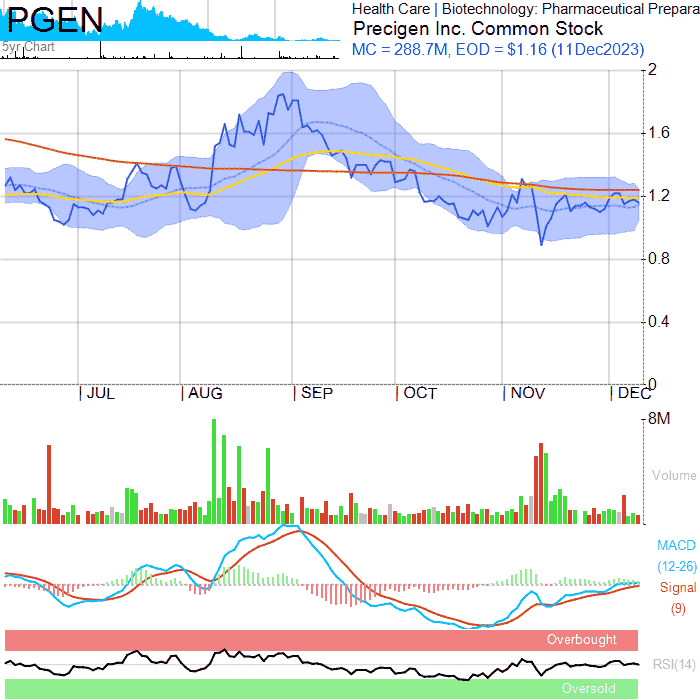 PGEN
5yr Chart
Health Care | Biotechnology: Pharmaceutical Prepara
Precigen Inc. Common Stock
MC = 288.7M, EOD = $1.16 (11Dec2023)
2
1.6
1.2
0.8
0.4
0
| JUL | AUG | SEP | OCT | NOV | DEC
8M
Volume
MACD
(12-26)
Signal
(9)
Overbought
RSI(14)
Oversold